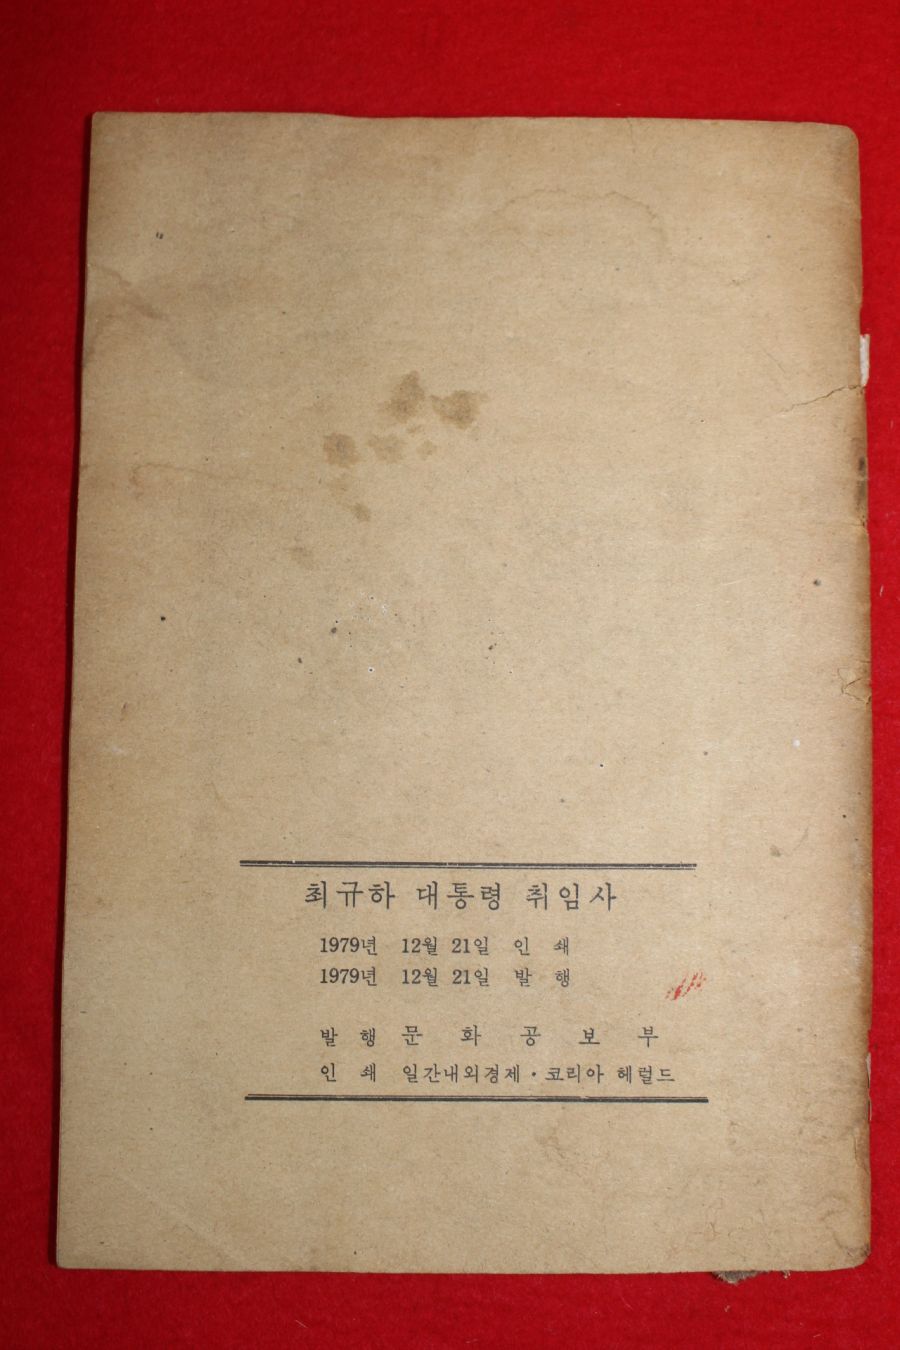 최규하 대통령 취임사
1979년 12월 21일 인 쇄
1979년 12월 21일 발 행
발 행 문 화 공 보 부
인 쇄 일간내외경제·코리아 헤럴드